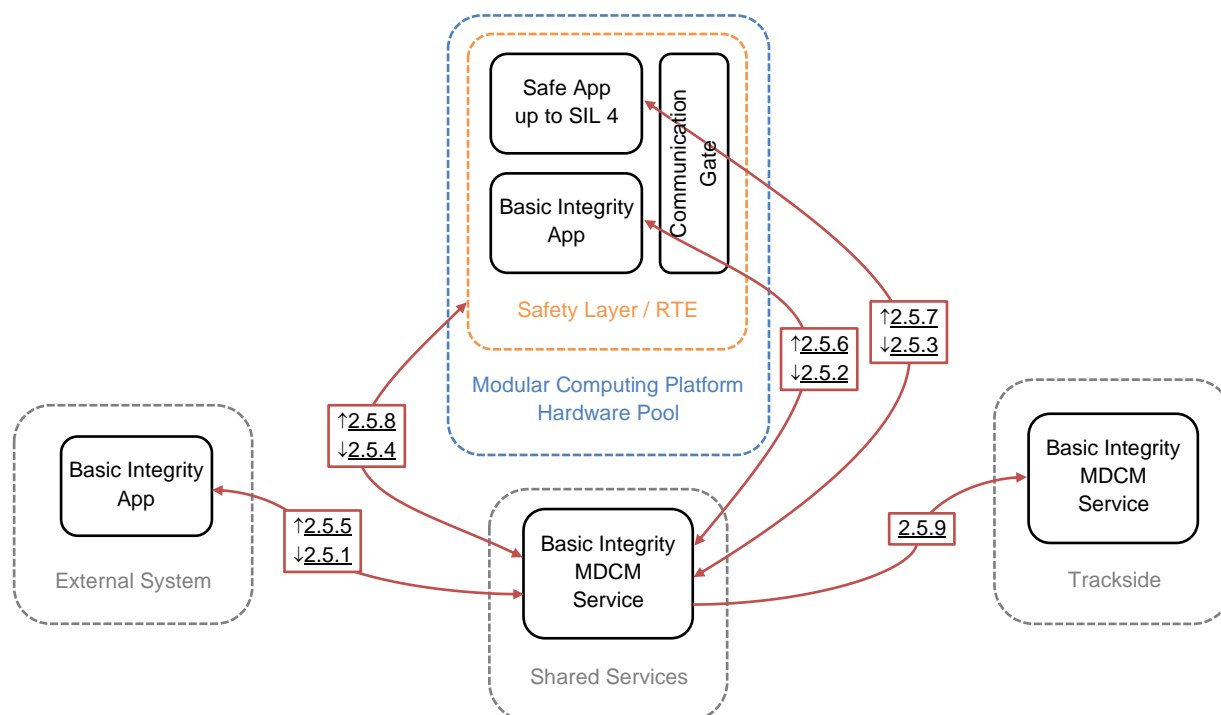 Safe App
up to SIL 4
Communication
Gate
Basic Integrity
App
Safety Layer / RTE
Modular Computing Platform
Hardware Pool
↑2.5.7
↓2.5.3
↑2.5.6
↓2.5.2
↑2.5.8
↓2.5.4
Basic Integrity
App
External System
↑2.5.5
↓2.5.1
Basic Integrity
MDCM
Service
Shared Services
2.5.9
Basic Integrity
MDCM
Service
Trackside